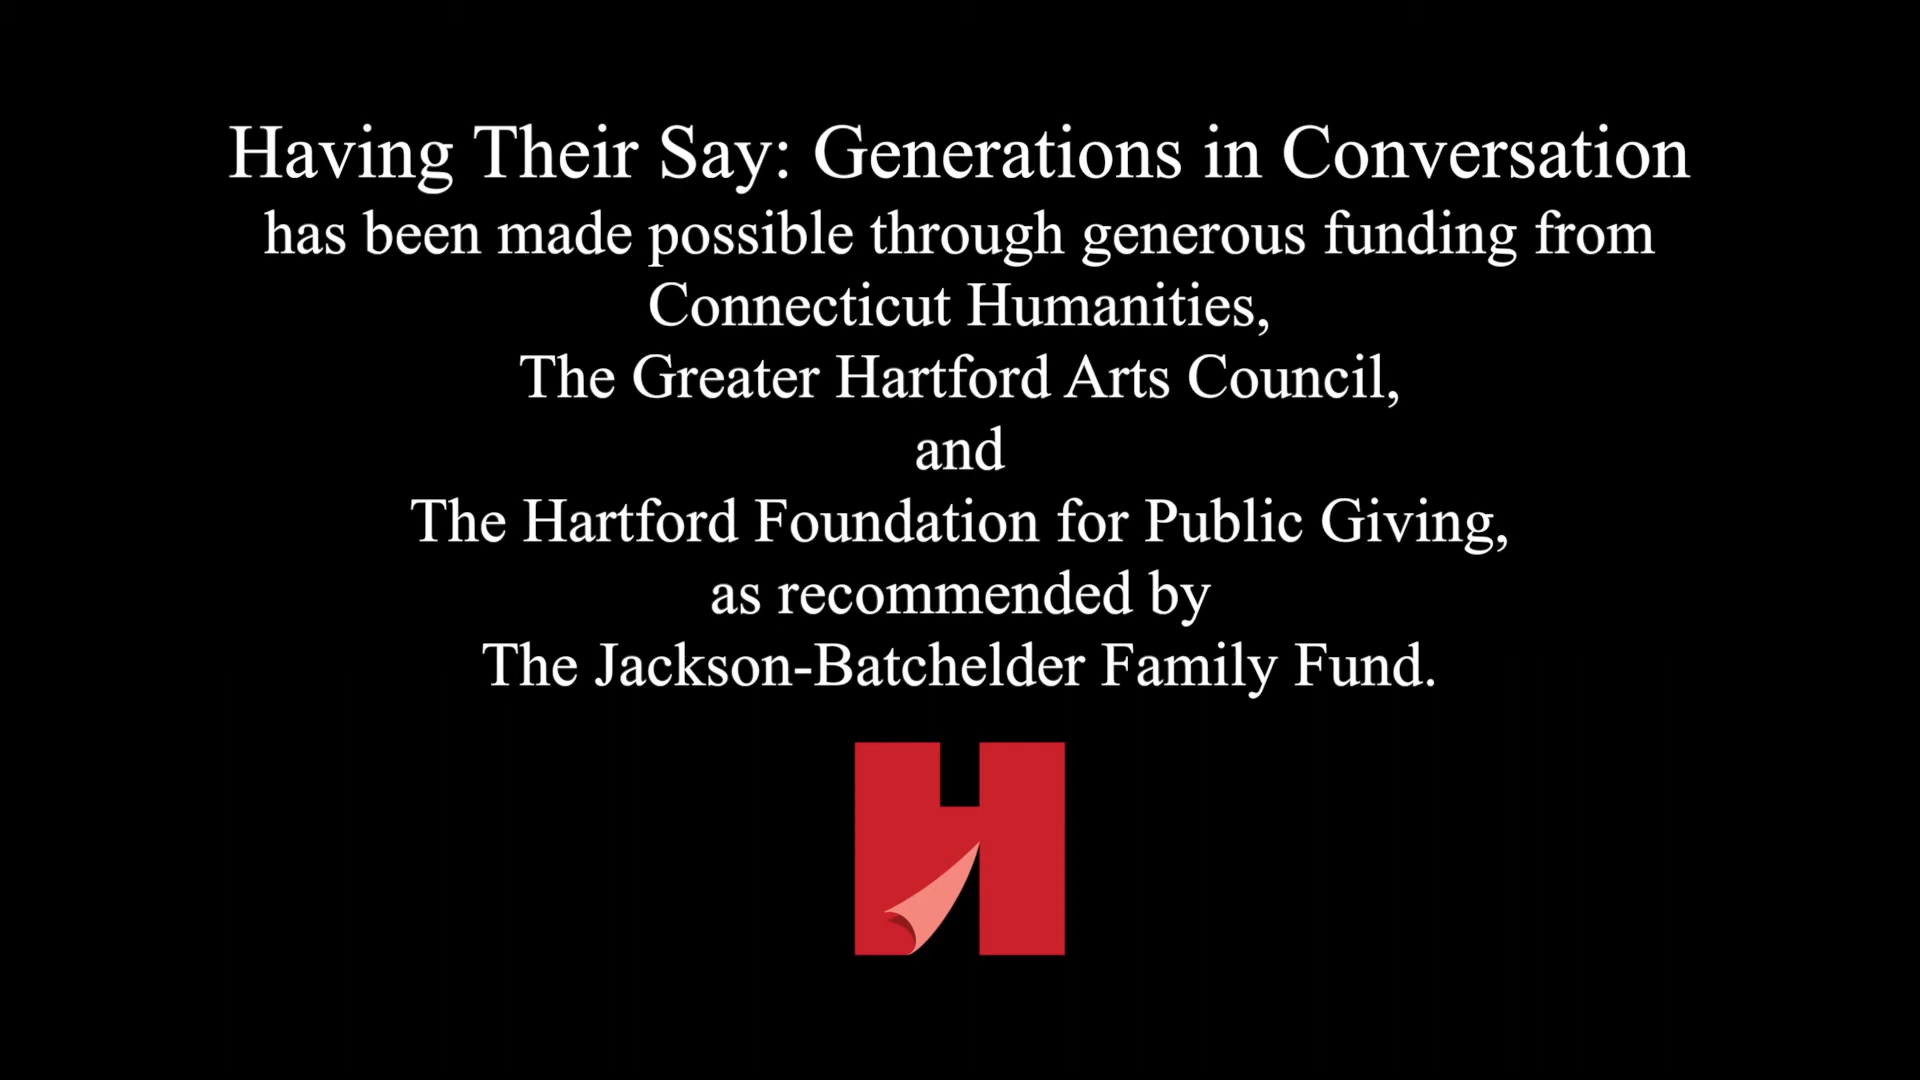 Having Their Say: Generations in Conversation
has been made possible through generous funding from
Connecticut Humanities,
The Greater Hartford Arts Council,
and
The Hartford Foundation for Public Giving,
as recommended by
The Jackson-Batchelder Family Fund.
H